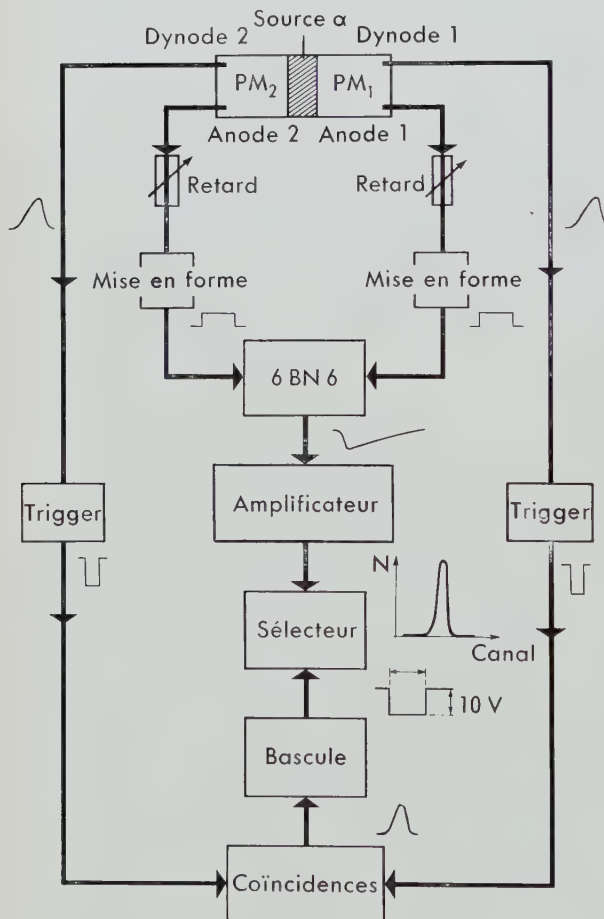 Source α
Dynode 2
Dynode 1
PM2
PM1
Anode 2
Anode 1
Retard
Retard
Mise en forme
Mise en forme
6 BN 6
Amplificateur
Trigger
Trigger
N
Canal
Sélecteur
10 V
Bascule
Coïncidences